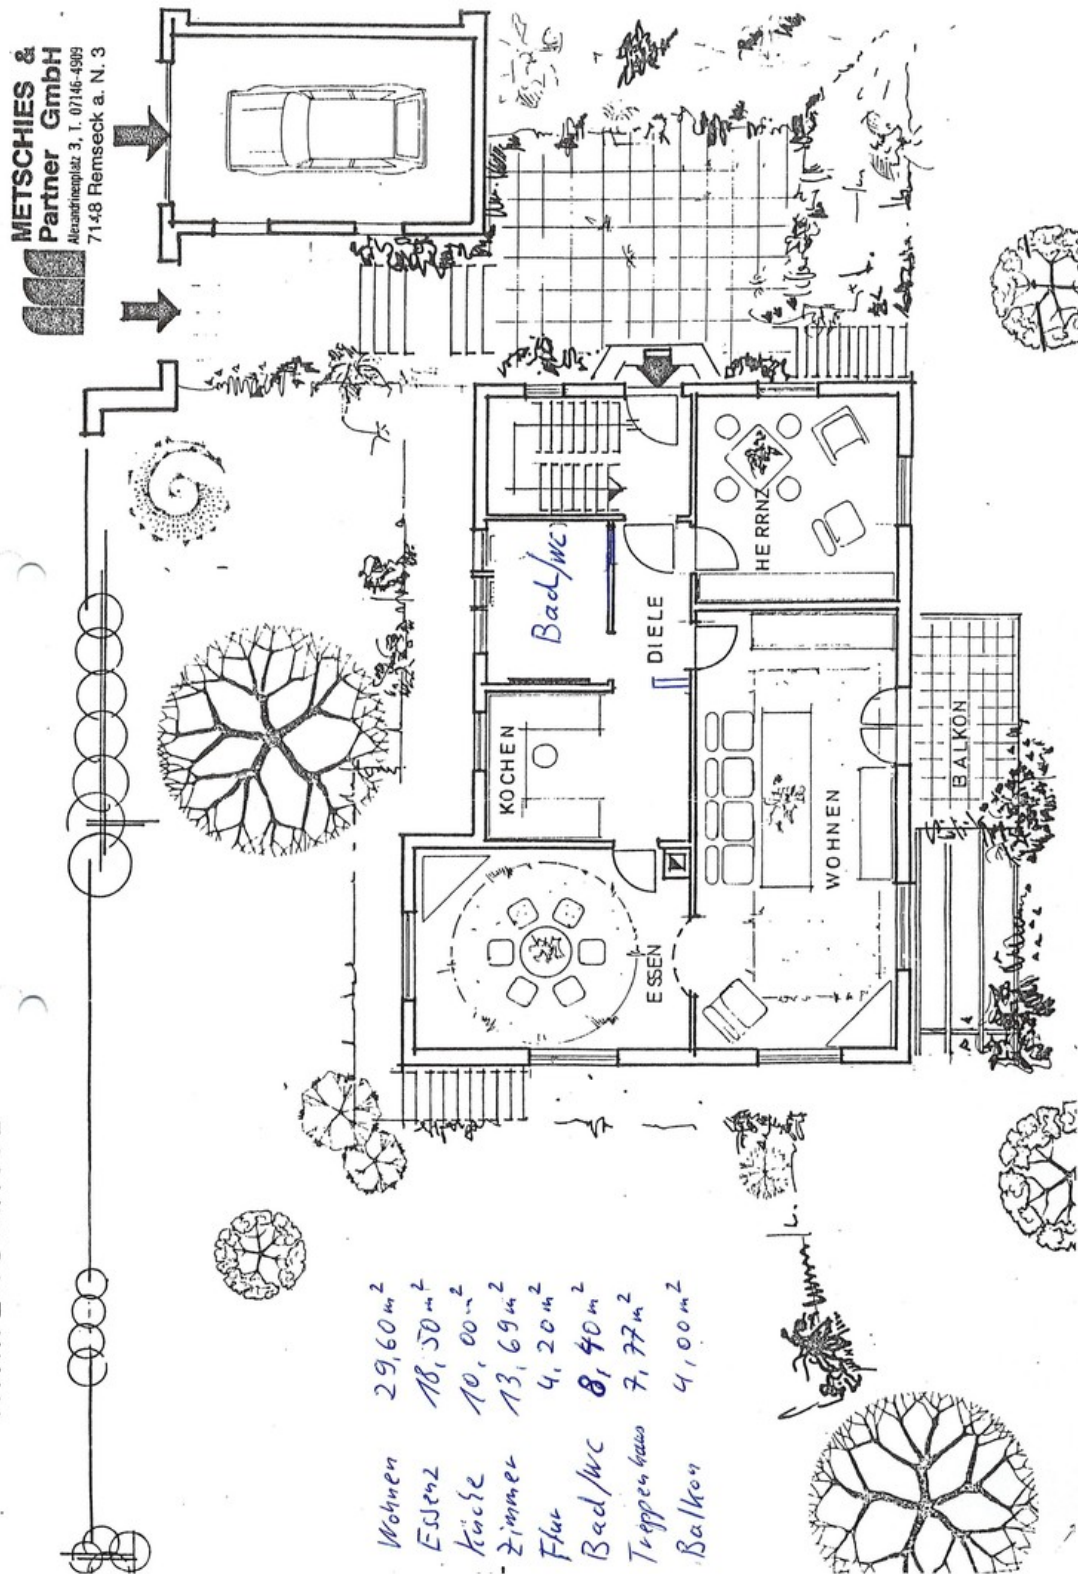 METSCHIES &
Partner GmbH
Alexandrinenplatz 3, T. 07146-4909
7148 Remseck a. N. 3
Bad/WC
KOCHEN
DIELE
HERRNZ
ESSEN
WOHNEN
BALKON
Wohnen 29,60 m²
Essenz 18,50 m²
Küche 10,00 m²
Zimmer 13,69 m²
Flur 4,20 m²
Bad/WC 8,40 m²
Treppenhaus 7,77 m²
Balkon 4,00 m²